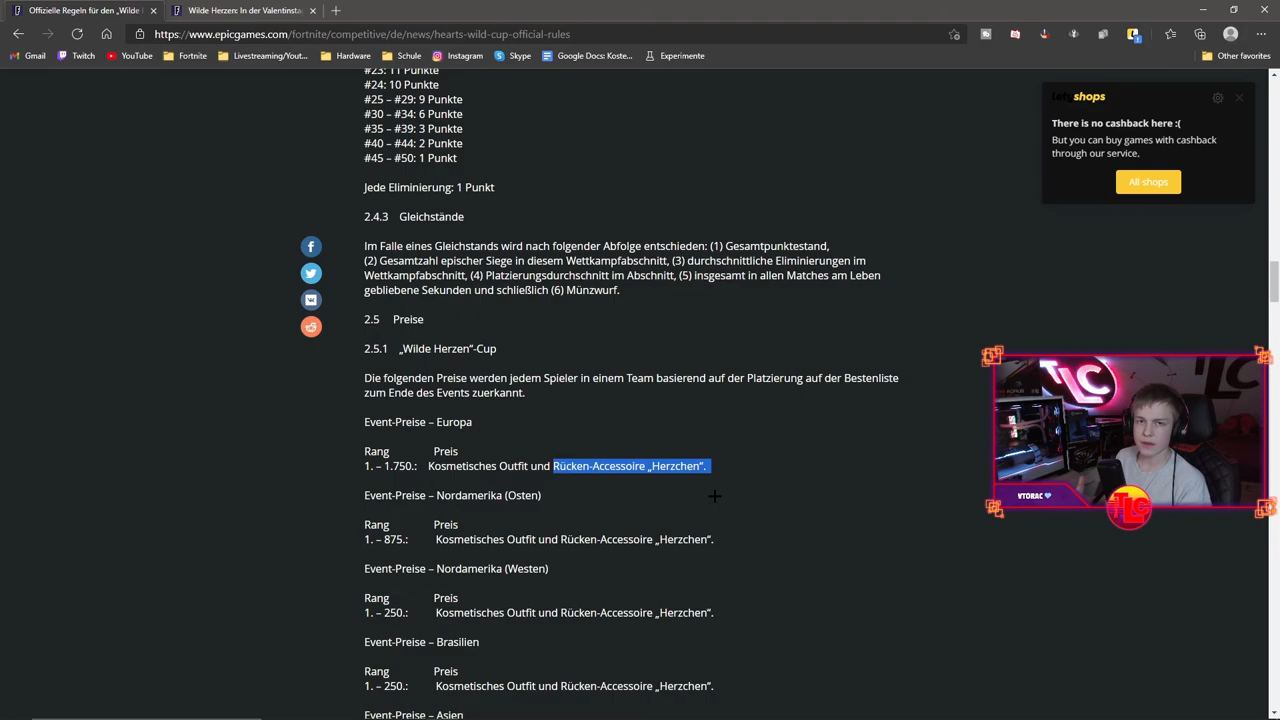 Offizielle Regeln für den „Wilde
Wilde Herzen: In der Valentinsta
https://www.epicgames.com/fortnite/competitive/de/news/hearts-wild-cup-official-rules
Gmail
Twitch
YouTube
Fortnite
Livestreaming/Yout...
Hardware
Schule
Instagram
Skype
Google Docs: Koste...
Experimente
Other favorites
#23: 11 Punkte
#24: 10 Punkte
#25 – #29: 9 Punkte
#30 – #34: 6 Punkte
#35 – #39: 3 Punkte
#40 – #44: 2 Punkte
#45 – #50: 1 Punkt
Jede Eliminierung: 1 Punkt
2.4.3 Gleichstände
Im Falle eines Gleichstands wird nach folgender Abfolge entschieden: (1) Gesamtpunktestand,
(2) Gesamtzahl epischer Siege in diesem Wettkampfabschnitt, (3) durchschnittliche Eliminierungen im
Wettkampfabschnitt, (4) Platzierungsdurchschnitt im Abschnitt, (5) insgesamt in allen Matches am Leben
gebliebene Sekunden und schließlich (6) Münzwurf.
2.5 Preise
2.5.1 „Wilde Herzen“-Cup
Die folgenden Preise werden jedem Spieler in einem Team basierend auf der Platzierung auf der Bestenliste
zum Ende des Events zuerkannt.
Event-Preise – Europa
Rang Preis
1. – 1.750.: Kosmetisches Outfit und Rücken-Accessoire „Herzchen“.
Event-Preise – Nordamerika (Osten)
Rang Preis
1. – 875.: Kosmetisches Outfit und Rücken-Accessoire „Herzchen“.
Event-Preise – Nordamerika (Westen)
Rang Preis
1. – 250.: Kosmetisches Outfit und Rücken-Accessoire „Herzchen“.
Event-Preise – Brasilien
Rang Preis
1. – 250.: Kosmetisches Outfit und Rücken-Accessoire „Herzchen“.
Event-Preise – Asien
letyshops
There is no cashback here :(
But you can buy games with cashback
through our service.
All shops
TLC
VTORAC
TLC